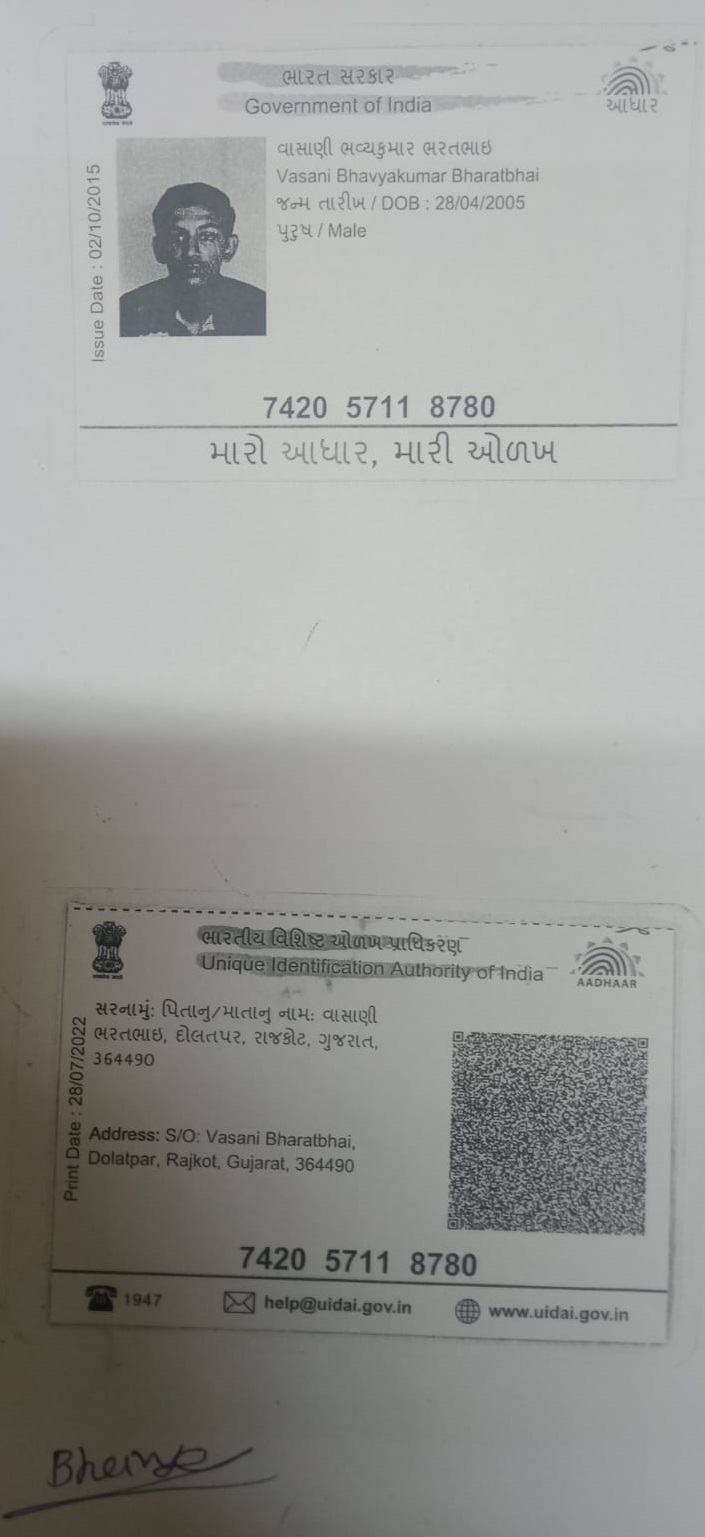 ભારત સરકાર
Government of India
આધાર
Issue Date : 02/10/2015
વાસાણી ભવ્યકુમાર ભરતભાઇ
Vasani Bhavyakumar Bharatbhai
જન્મ તારીખ / DOB : 28/04/2005
પુરુષ / Male
7420 5711 8780
મારો આધાર, મારી ઓળખ
ભારતીય વિશિષ્ટ ઓળખ પ્રાધિકરણ
Unique Identification Authority of India
AADHAAR
Print Date : 28/07/2022
સરનામું: પિતાનુ/માતાનુ નામ: વાસાણી
ભરતભાઇ, દોલતપર, રાજકોટ, ગુજરાત,
364490
Address: S/O: Vasani Bharatbhai,
Dolatpar, Rajkot, Gujarat, 364490
7420 5711 8780
1947
help@uidai.gov.in
www.uidai.gov.in